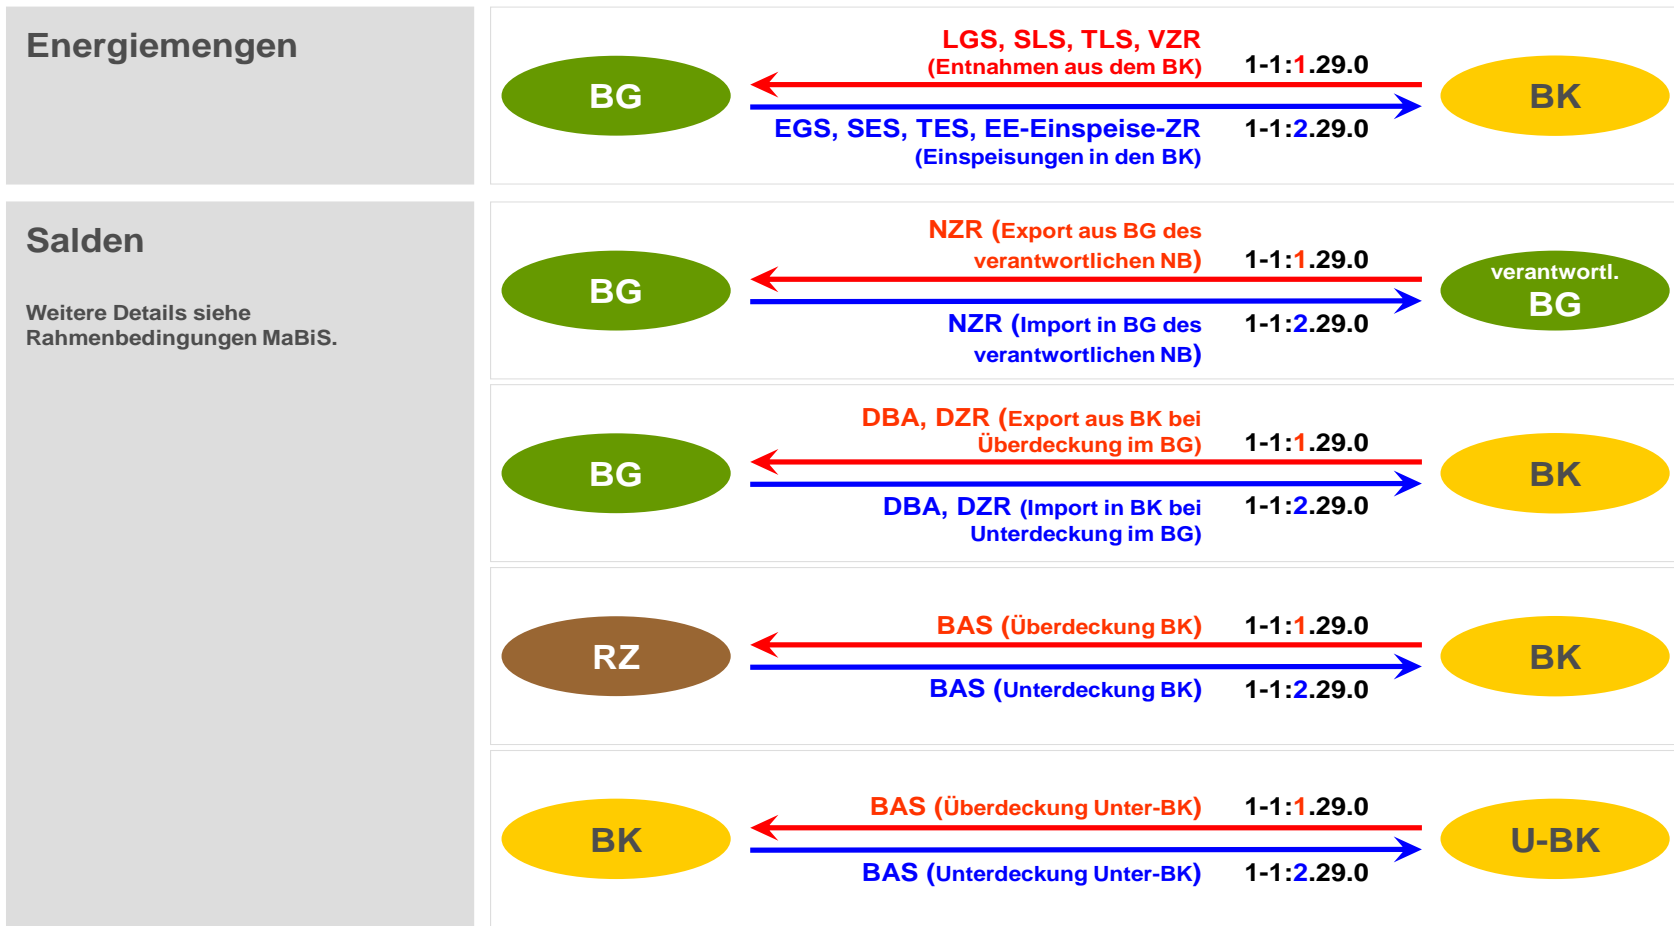 Energiemengen
BG
LGS, SLS, TLS, VZR
(Entnahmen aus dem BK)
1-1:1.29.0
EGS, SES, TES, EE-Einspeise-ZR
(Einspeisungen in den BK)
1-1:2.29.0
BK
Salden
Weitere Details siehe
Rahmenbedingungen MaBiS.
BG
NZR (Export aus BG des
verantwortlichen NB)
1-1:1.29.0
NZR (Import in BG des
verantwortlichen NB)
1-1:2.29.0
verantwortl.
BG
BG
DBA, DZR (Export aus BK bei
Überdeckung im BG)
1-1:1.29.0
DBA, DZR (Import in BK bei
Unterdeckung im BG)
1-1:2.29.0
BK
RZ
BAS (Überdeckung BK)
1-1:1.29.0
BAS (Unterdeckung BK)
1-1:2.29.0
BK
BK
BAS (Überdeckung Unter-BK)
1-1:1.29.0
BAS (Unterdeckung Unter-BK)
1-1:2.29.0
U-BK